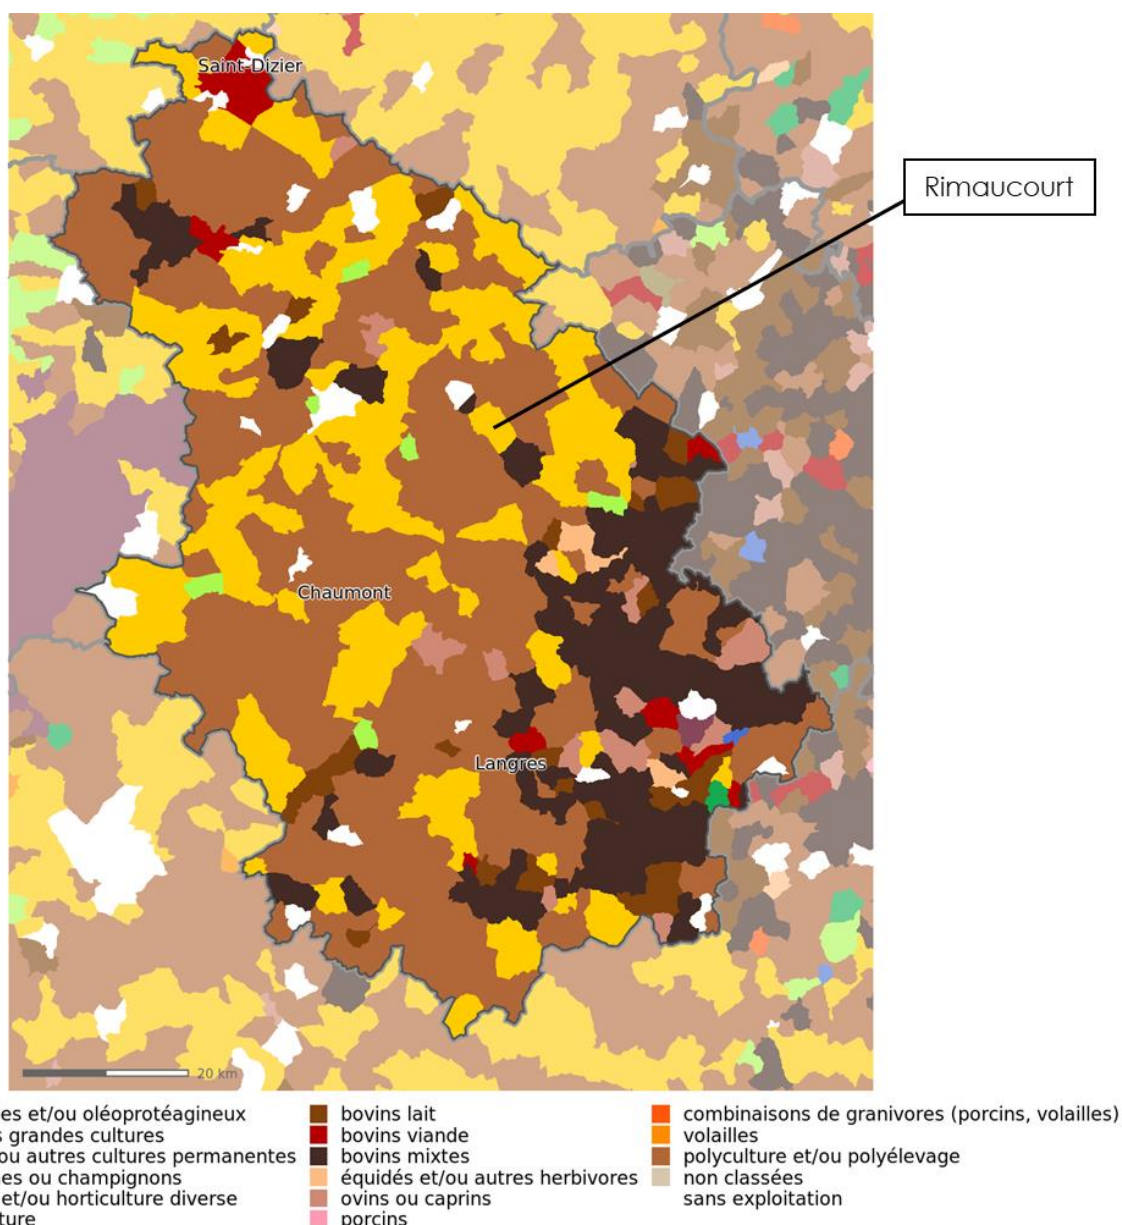 Saint-Dizier
Rimaucourt
Chaumont
Langres
20 km
es et/ou oléoprotéagineux
s grandes cultures
ou autres cultures permanentes
es ou champignons
et/ou horticulture diverse
ture
bovins lait
bovins viande
bovins mixtes
équidés et/ou autres herbivores
ovins ou caprins
porcins
combinaisons de granivores (porcins, volailles)
volailles
polyculture et/ou polyélevage
non classées
sans exploitation